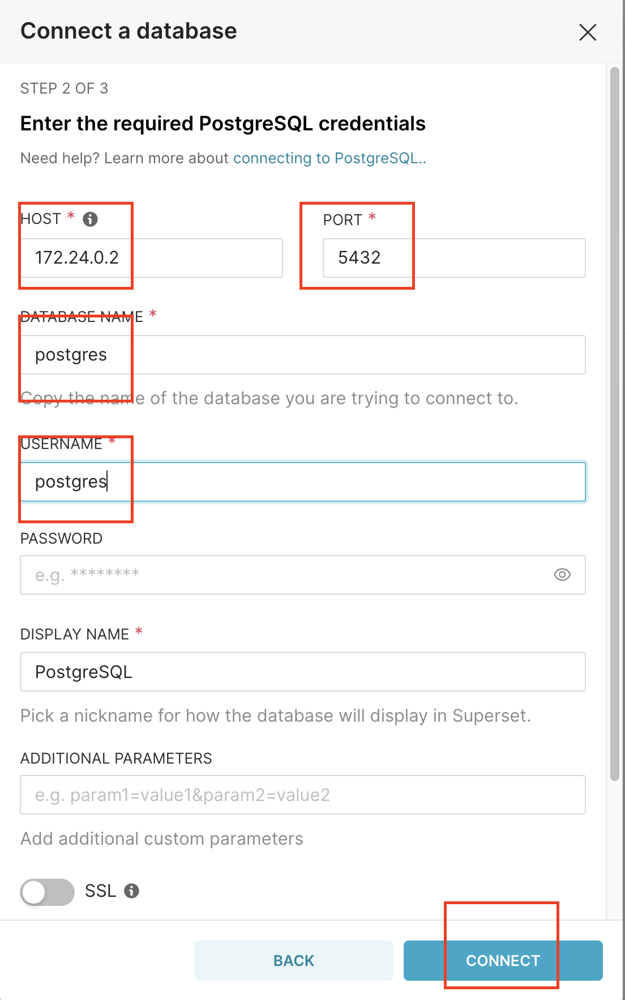 Connect a database
STEP 2 OF 3
Enter the required PostgreSQL credentials
Need help? Learn more about connecting to PostgreSQL..
HOST * PORT *
172.24.0.2 5432
DATABASE NAME *
postgres
Copy the name of the database you are trying to connect to.
USERNAME *
postgres
PASSWORD
e.g. ********
DISPLAY NAME *
PostgreSQL
Pick a nickname for how the database will display in Superset.
ADDITIONAL PARAMETERS
e.g. param1=value1&param2=value2
Add additional custom parameters
SSL
BACK CONNECT